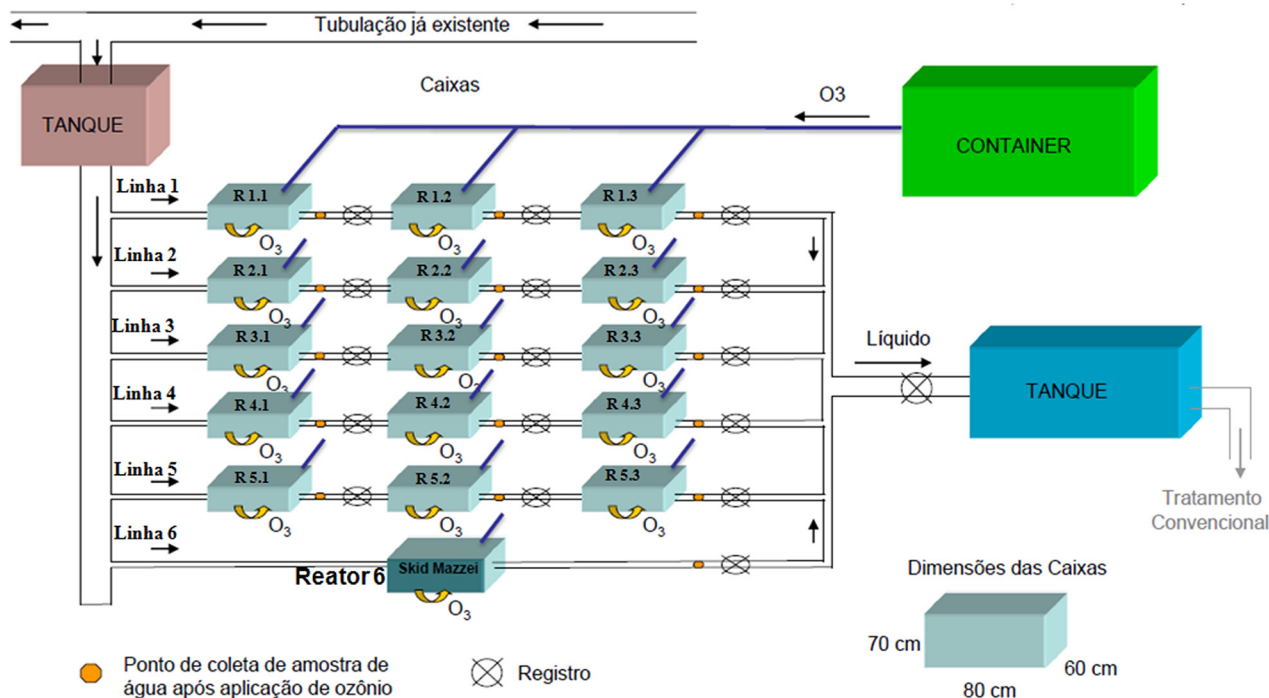 Tubulação já existente
TANQUE
Caixas
O3
CONTAINER
Linha 1
R 1.1
R 1.2
R 1.3
O3
O3
O3
Linha 2
R 2.1
R 2.2
R 2.3
O3
O3
O3
Linha 3
R 3.1
R 3.2
R 3.3
O3
O3
O3
Líquido
TANQUE
Linha 4
R 4.1
R 4.2
R 4.3
O3
O3
O3
Linha 5
R 5.1
R 5.2
R 5.3
O3
O3
O3
Tratamento
Convencional
Linha 6
Reator 6
Skid Mazzei
O3
Dimensões das Caixas
70 cm
60 cm
80 cm
Ponto de coleta de amostra de
água após aplicação de ozônio
Registro